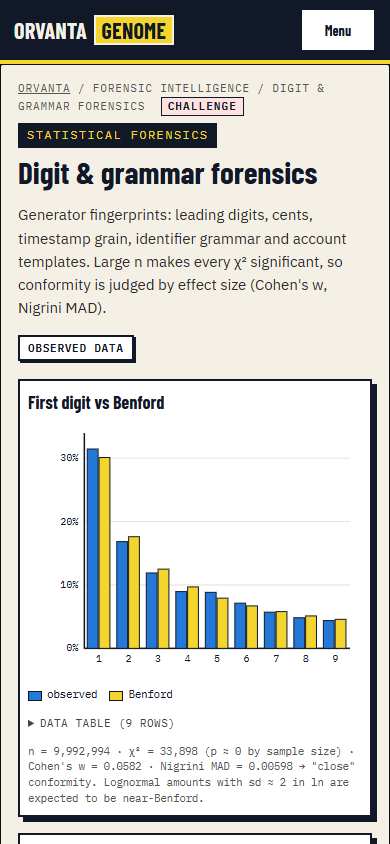 ORVANTA GENOME
Menu
ORVANTA / FORENSIC INTELLIGENCE / DIGIT &
GRAMMAR FORENSICS CHALLENGE
STATISTICAL FORENSICS
Digit & grammar forensics
Generator fingerprints: leading digits, cents,
timestamp grain, identifier grammar and account
templates. Large n makes every χ² significant, so
conformity is judged by effect size (Cohen's w,
Nigrini MAD).
OBSERVED DATA
First digit vs Benford
30%
20%
10%
0%
1 2 3 4 5 6 7 8 9
observed Benford
▶ DATA TABLE (9 ROWS)
n = 9,992,994 · χ² = 33,898 (p ≈ 0 by sample size) ·
Cohen's w = 0.0582 · Nigrini MAD = 0.00598 → "close"
conformity. Lognormal amounts with sd ≈ 2 in ln are
expected to be near-Benford.